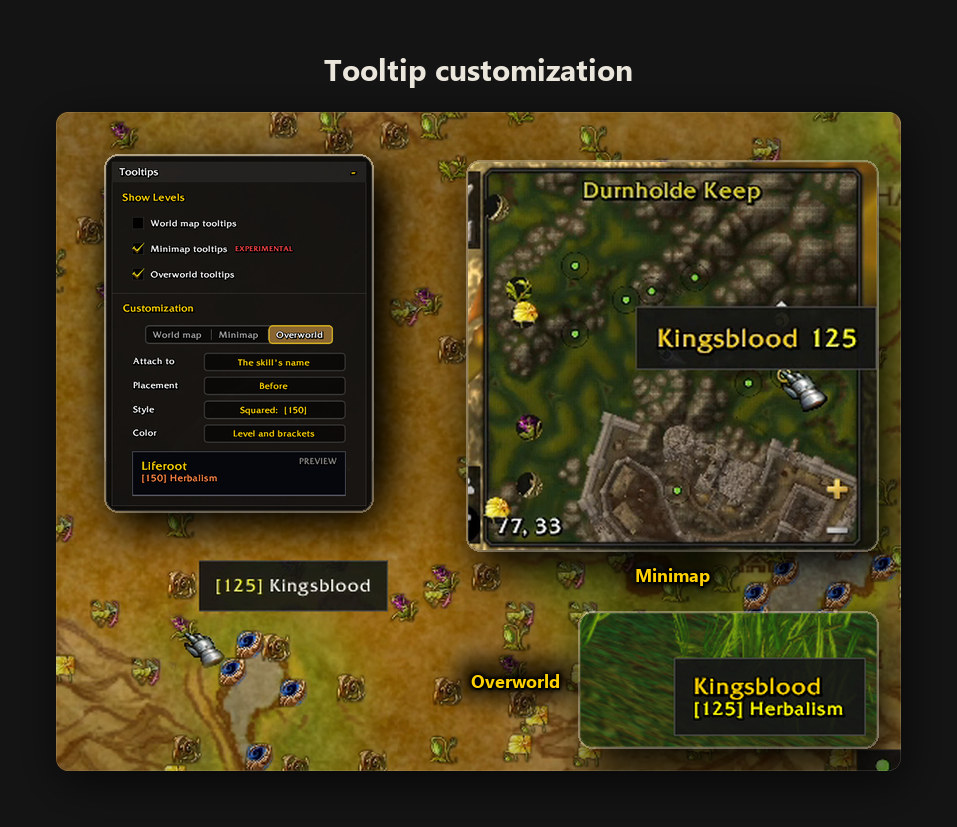 Tooltip customization
Tooltips
Show Levels
World map tooltips
Minimap tooltips EXPERIMENTAL
Overworld tooltips
Customization
World map Minimap Overworld
Attach to The skill's name
Placement Before
Style Squared: [150]
Color Level and brackets
PREVIEW
Liferoot
[150] Herbalism
Durnholde Keep
Kingsblood 125
77, 33
Minimap
[125] Kingsblood
Overworld
Kingsblood
[125] Herbalism